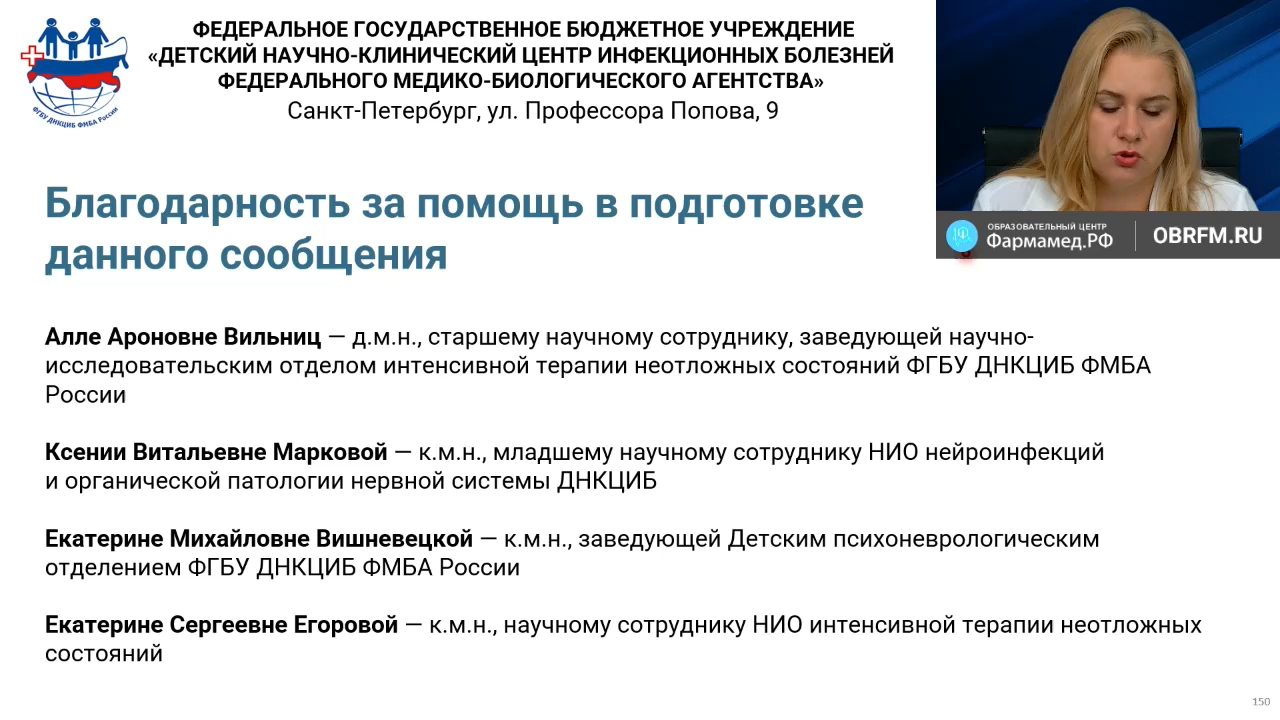 ФЕДЕРАЛЬНОЕ ГОСУДАРСТВЕННОЕ БЮДЖЕТНОЕ УЧРЕЖДЕНИЕ
«ДЕТСКИЙ НАУЧНО-КЛИНИЧЕСКИЙ ЦЕНТР ИНФЕКЦИОННЫХ БОЛЕЗНЕЙ
ФЕДЕРАЛЬНОГО МЕДИКО-БИОЛОГИЧЕСКОГО АГЕНТСТВА»
Санкт-Петербург, ул. Профессора Попова, 9
ФГБУ ДНКЦИБ ФМБА России
ОБРАЗОВАТЕЛЬНЫЙ ЦЕНТР
Фармамед.РФ
OBRFM.RU
Благодарность за помощь в подготовке
данного сообщения
Алле Ароновне Вильниц — д.м.н., старшему научному сотруднику, заведующей научно-
исследовательским отделом интенсивной терапии неотложных состояний ФГБУ ДНКЦИБ ФМБА
России
Ксении Витальевне Марковой — к.м.н., младшему научному сотруднику НИО нейроинфекций
и органической патологии нервной системы ДНКЦИБ
Екатерине Михайловне Вишневецкой — к.м.н., заведующей Детским психоневрологическим
отделением ФГБУ ДНКЦИБ ФМБА России
Екатерине Сергеевне Егоровой — к.м.н., научному сотруднику НИО интенсивной терапии неотложных
состояний
150